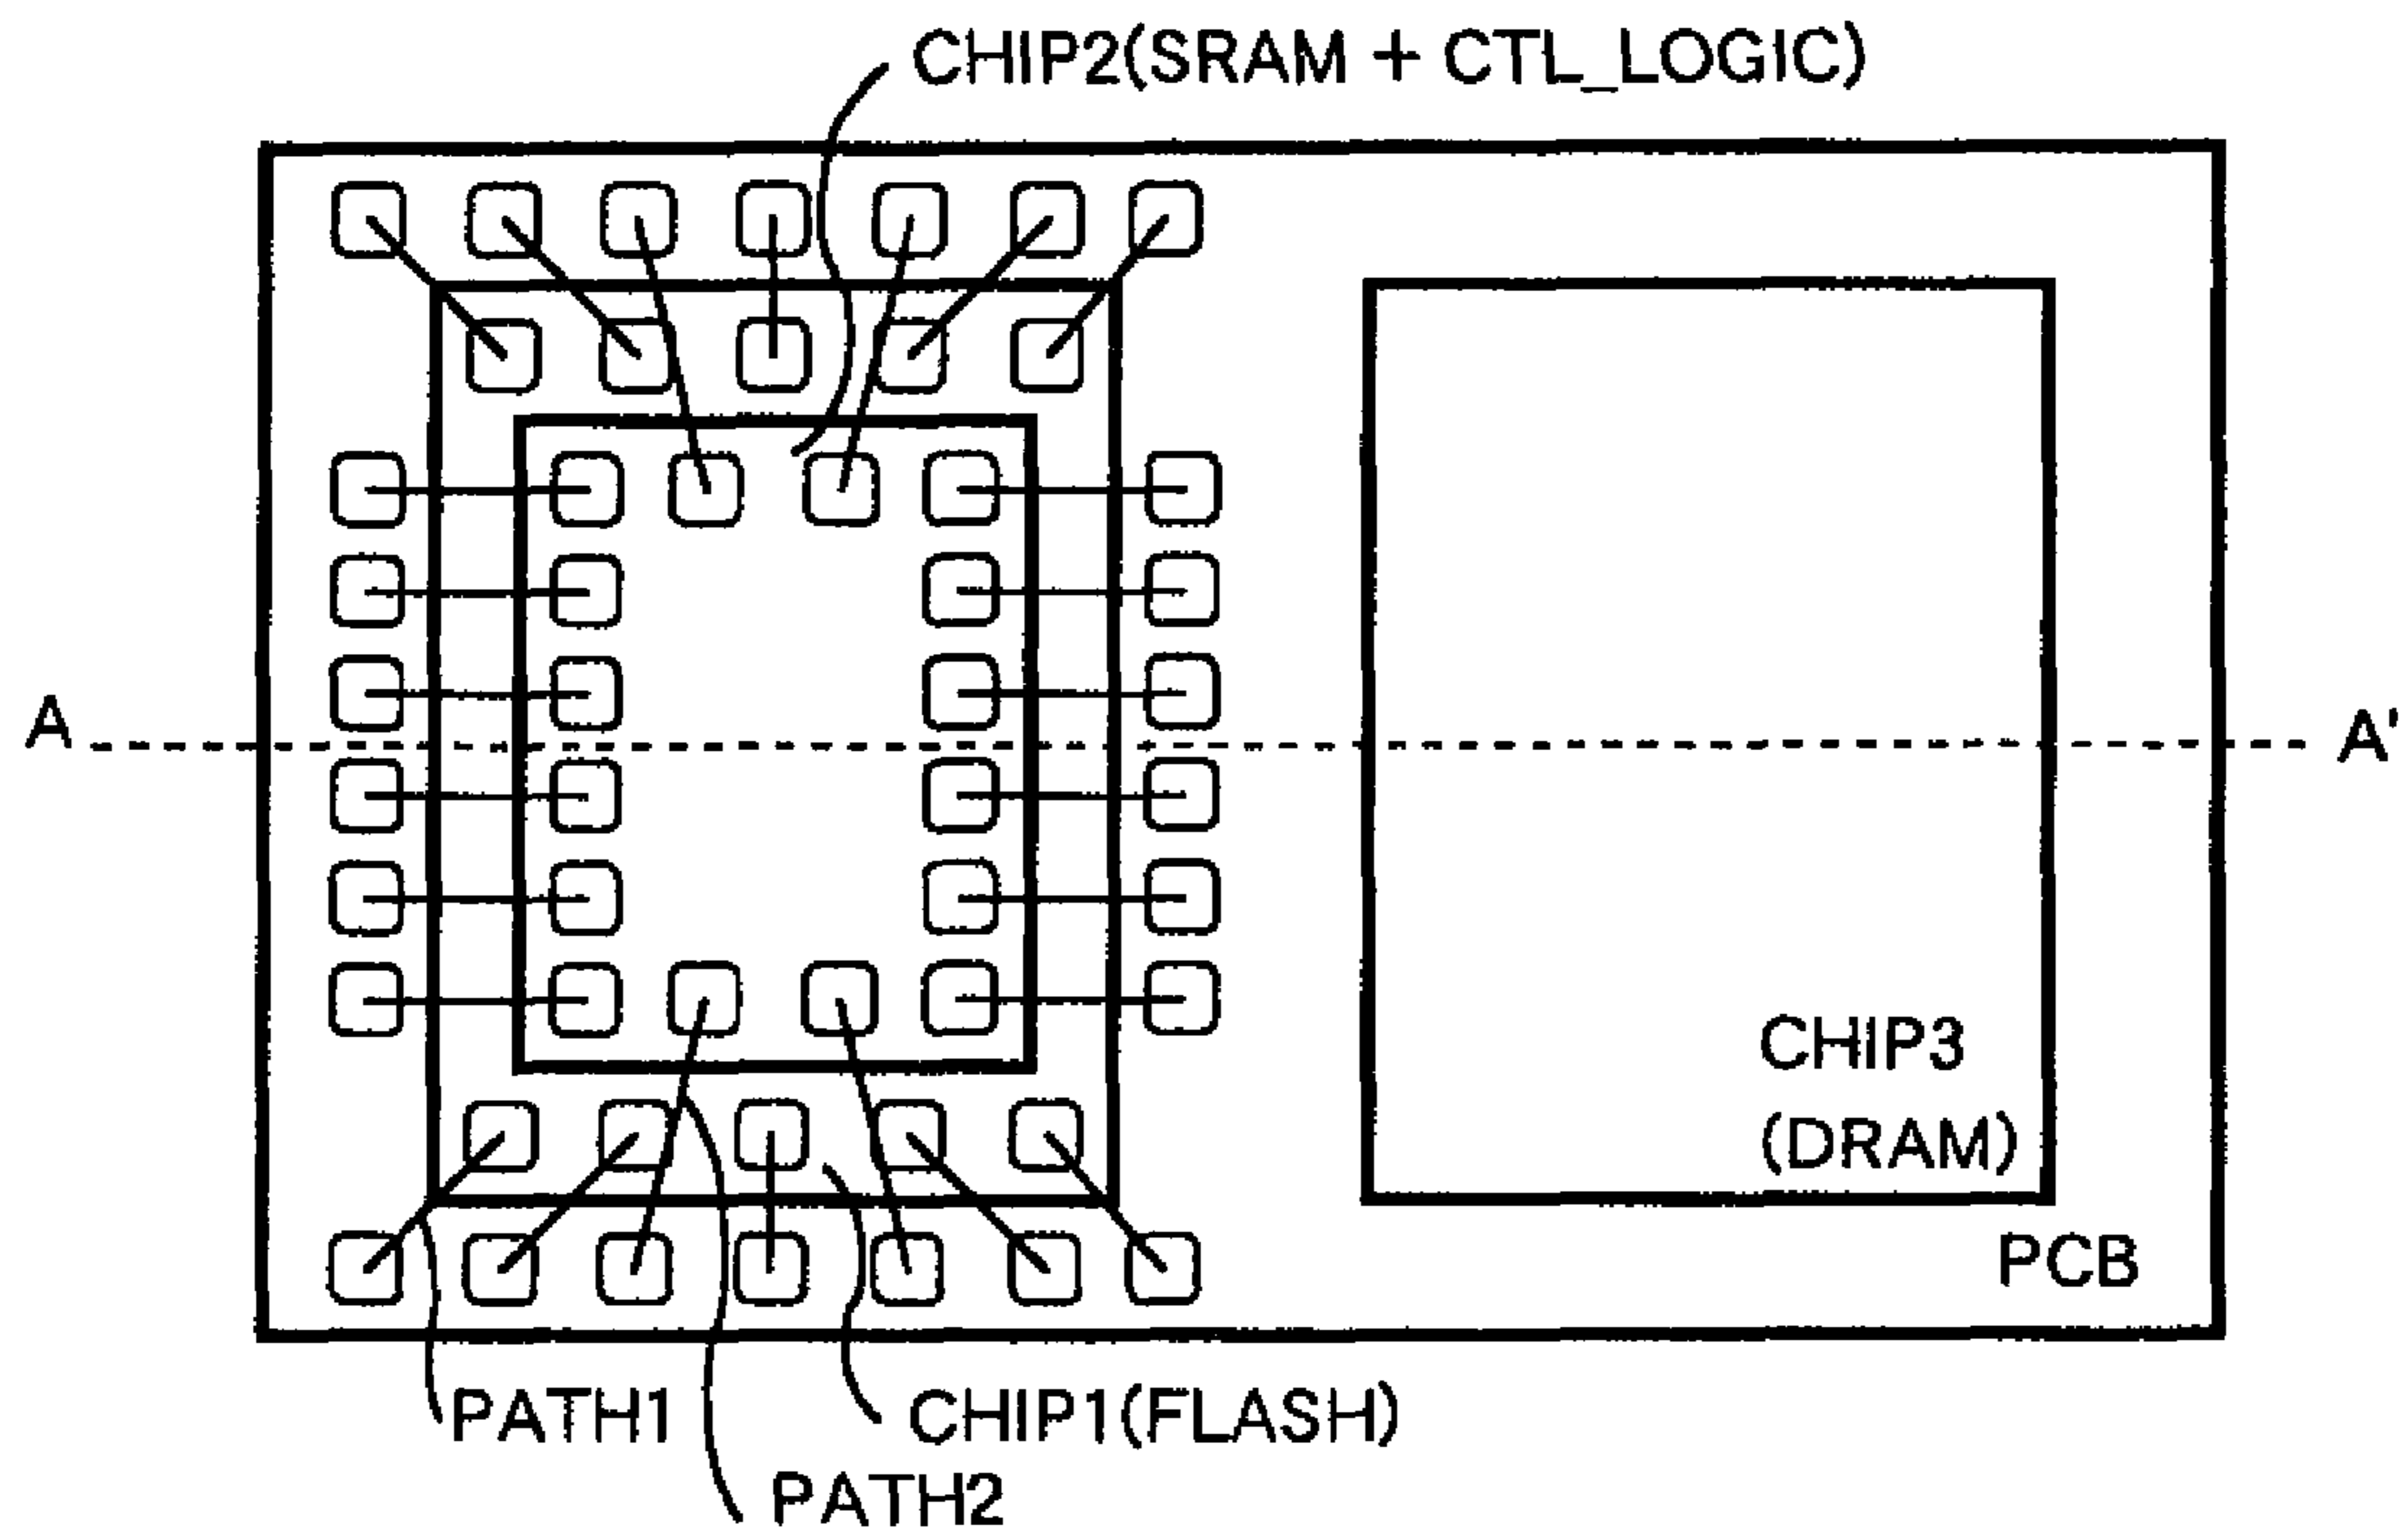 CHIP2(SRAM + CTL_LOGIC)
A
A'
CHIP3
(DRAM)
PCB
PATH1
CHIP1(FLASH)
PATH2